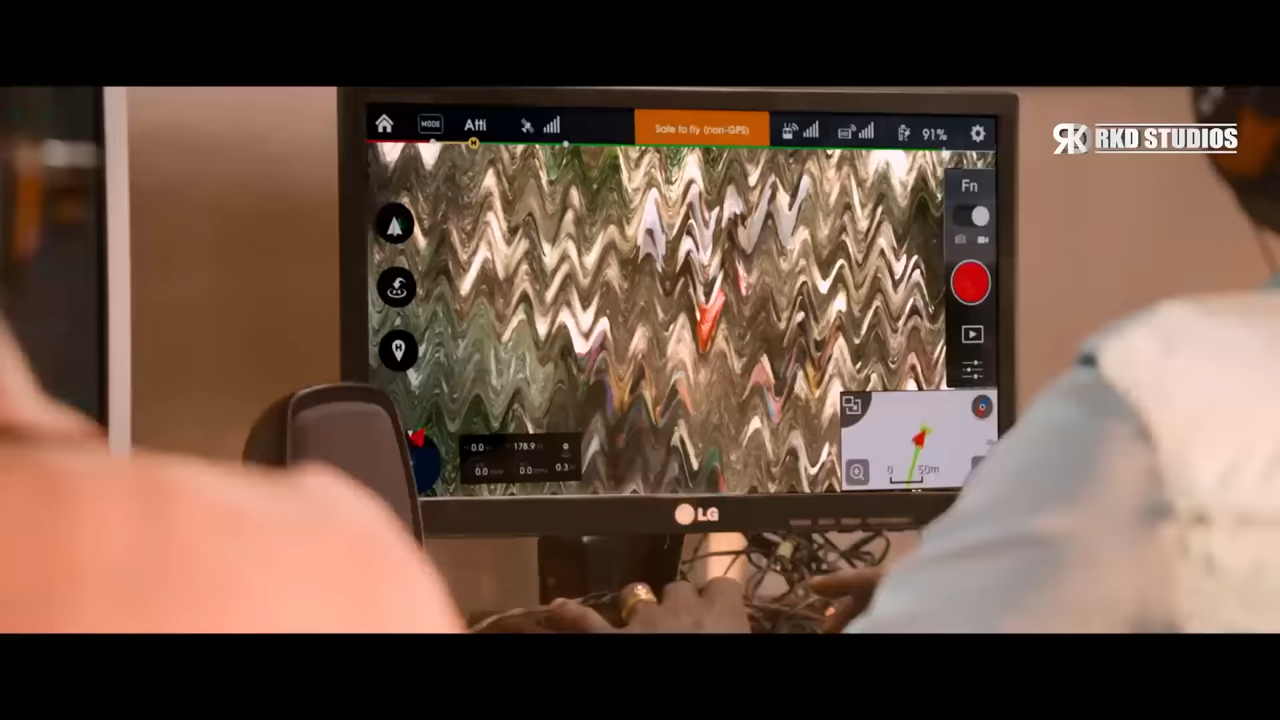 MODE
Atti
Safe to fly (non-GPS)
91%
RKD STUDIOS
Fn
0.0
178.9
0.0
0.0
0.3
0
50m
LG